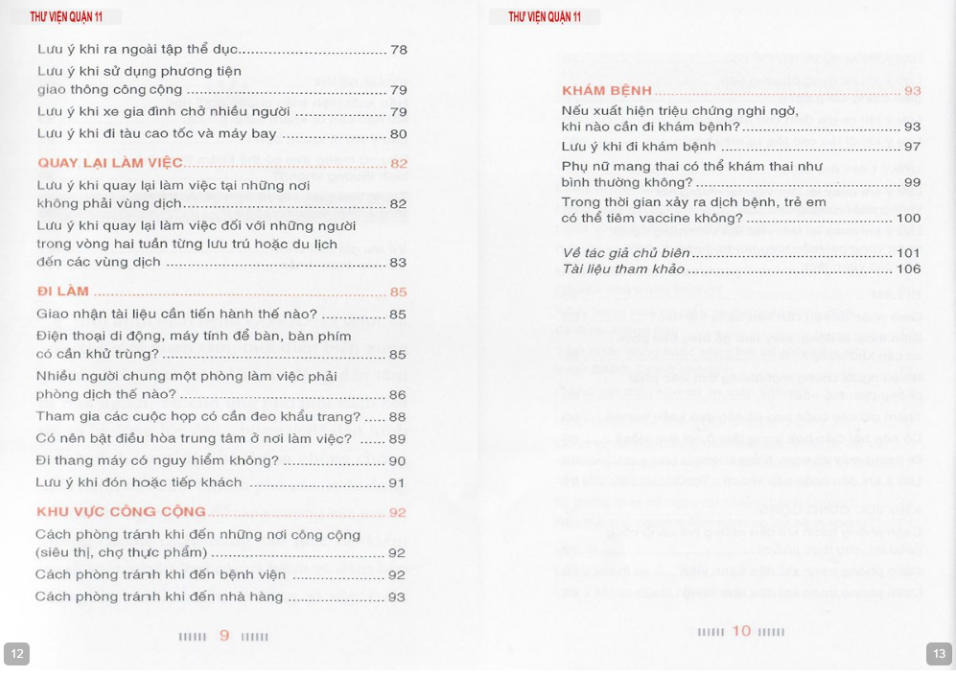 THƯ VIỆN QUẬN 11
Lưu ý khi ra ngoài tập thể dục.......................... 78
Lưu ý khi sử dụng phương tiện
giao thông công cộng .................................... 79
Lưu ý khi xe gia đình chở nhiều người ............... 79
Lưu ý khi đi tàu cao tốc và máy bay .................. 80
QUAY LẠI LÀM VIỆC..................................... 82
Lưu ý khi quay lại làm việc tại những nơi
không phải vùng dịch..................................... 82
Lưu ý khi quay lại làm việc đối với những người
trong vòng hai tuần từng lưu trú hoặc du lịch
đến các vùng dịch ........................................ 83
ĐI LÀM ...................................................... 85
Giao nhận tài liệu cần tiến hành thế nào? ........... 85
Điện thoại di động, máy tính để bàn, bàn phím
có cần khử trùng?........................................ 85
Nhiều người chung một phòng làm việc phải
phòng dịch thế nào?..................................... 86
Tham gia các cuộc họp có cần đeo khẩu trang? ... 88
Có nên bật điều hòa trung tâm ở nơi làm việc? ...... 89
Đi thang máy có nguy hiểm không? .................. 90
Lưu ý khi đón hoặc tiếp khách ........................ 91
KHU VỰC CÔNG CỘNG................................ 92
Cách phòng tránh khi đến những nơi công cộng
(siêu thị, chợ thực phẩm) ............................... 92
Cách phòng tránh khi đến bệnh viện ................. 92
Cách phòng tránh khi đến nhà hàng .................. 93
9
12
THƯ VIỆN QUẬN 11
KHÁM BỆNH............................................... 93
Nếu xuất hiện triệu chứng nghi ngờ,
khi nào cần đi khám bệnh?............................. 93
Lưu ý khi đi khám bệnh ................................. 97
Phụ nữ mang thai có thể khám thai như
bình thường không? ..................................... 99
Trong thời gian xảy ra dịch bệnh, trẻ em
có thể tiêm vaccine không? ........................... 100
Về tác giả chủ biên..................................... 101
Tài liệu tham khảo...................................... 106
10
13